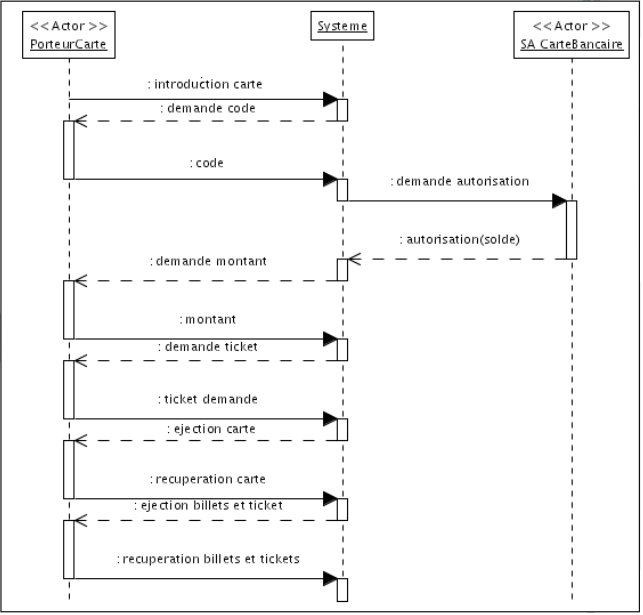 << Actor >>
PorteurCarte
Systeme
<< Actor >>
SA CarteBancaire
: introduction carte
: demande code
: code
: demande autorisation
: autorisation(solde)
: demande montant
: montant
: demande ticket
: ticket demande
: ejection carte
: recuperation carte
: ejection billets et ticket
: recuperation billets et tickets